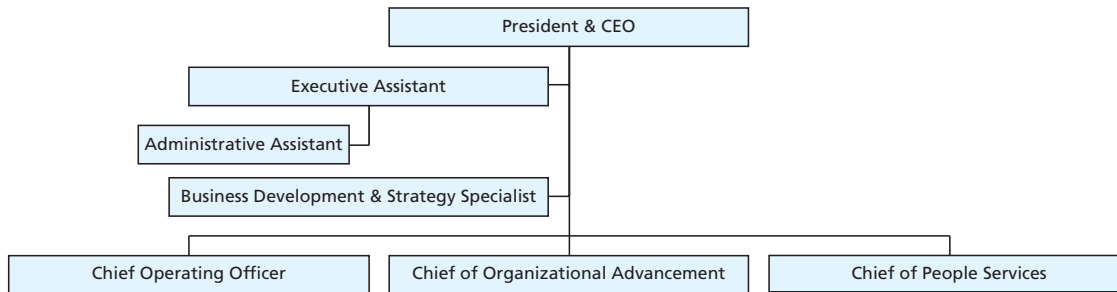 President & CEO
Executive Assistant
Administrative Assistant
Business Development & Strategy Specialist
Chief Operating Officer
Chief of Organizational Advancement
Chief of People Services